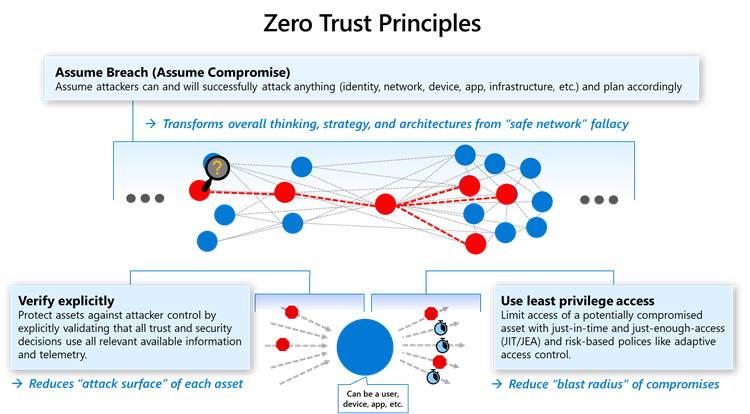 Zero Trust Principles
Assume Breach (Assume Compromise)
Assume attackers can and will successfully attack anything (identity, network, device, app, infrastructure, etc.) and plan accordingly
→ Transforms overall thinking, strategy, and architectures from “safe network” fallacy
?
Verify explicitly
Protect assets against attacker control by
explicitly validating that all trust and security
decisions use all relevant available information
and telemetry.
→ Reduces “attack surface” of each asset
Can be a user,
device, app, etc.
Use least privilege access
Limit access of a potentially compromised
asset with just-in-time and just-enough-access
(JIT/JEA) and risk-based polices like adaptive
access control.
→ Reduce “blast radius” of compromises